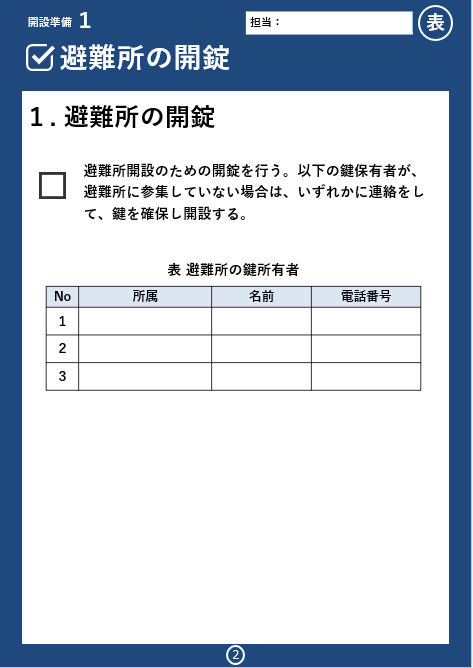 開設準備 1
担当：
表
避難所の開錠
1．避難所の開錠
避難所開設のための開錠を行う。以下の鍵保有者が、
避難所に参集していない場合は、いずれかに連絡をし
て、鍵を確保し開設する。
表 避難所の鍵所有者
No 所属 名前 電話番号
1
2
3
2